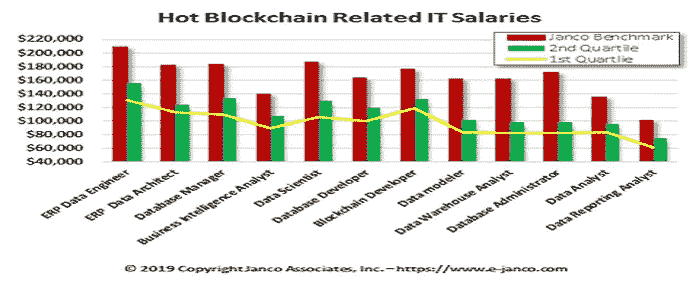 Hot Blockchain Related IT Salaries
$220,000
$200,000
$180,000
$160,000
$140,000
$120,000
$100,000
$80,000
$60,000
$40,000
Janco Benchmark
2nd Quartile
1st Quartile
ERP Data Engineer
ERP Data Architect
Database Manager
Business Intelligence Analyst
Data Scientist
Database Developer
Blockchain Developer
Data modeler
Data Warehouse Analyst
Database Administrator
Data Analyst
Data Reporting Analyst
© 2019 Copyright Janco Associates, Inc. – https://www.e-janco.com